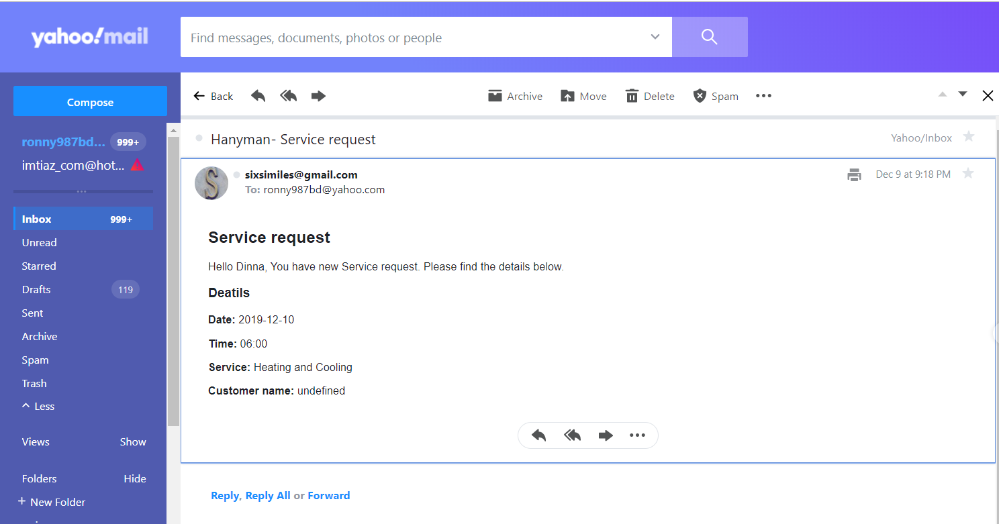 yahoo!mail
Find messages, documents, photos or people
Compose
ronny987bd... 999+
imtiaz_com@hot...
Inbox 999+
Unread
Starred
Drafts 119
Sent
Archive
Spam
Trash
Less
Views Show
Folders Hide
+ New Folder
Back Archive Move Delete Spam
Hanyman- Service request Yahoo/Inbox
sixsimiles@gmail.com Dec 9 at 9:18 PM
To: ronny987bd@yahoo.com
Service request
Hello Dinna, You have new Service request. Please find the details below.
Deatils
Date: 2019-12-10
Time: 06:00
Service: Heating and Cooling
Customer name: undefined
Reply, Reply All or Forward